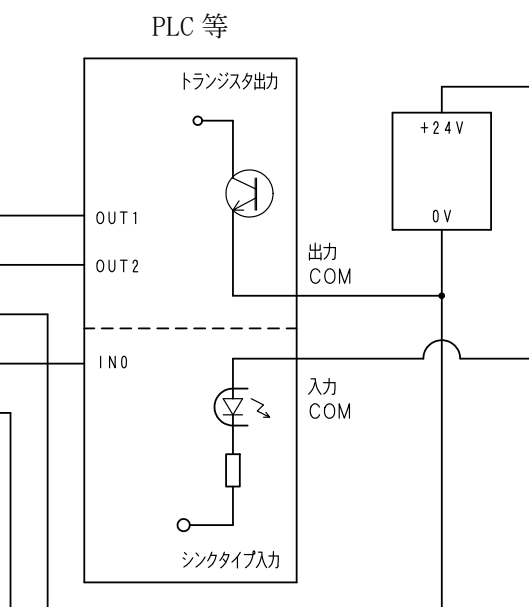 PLC 等
トランジスタ出力
+24V
0V
OUT1
出力
COM
OUT2
IN0
入力
COM
シンクタイプ入力